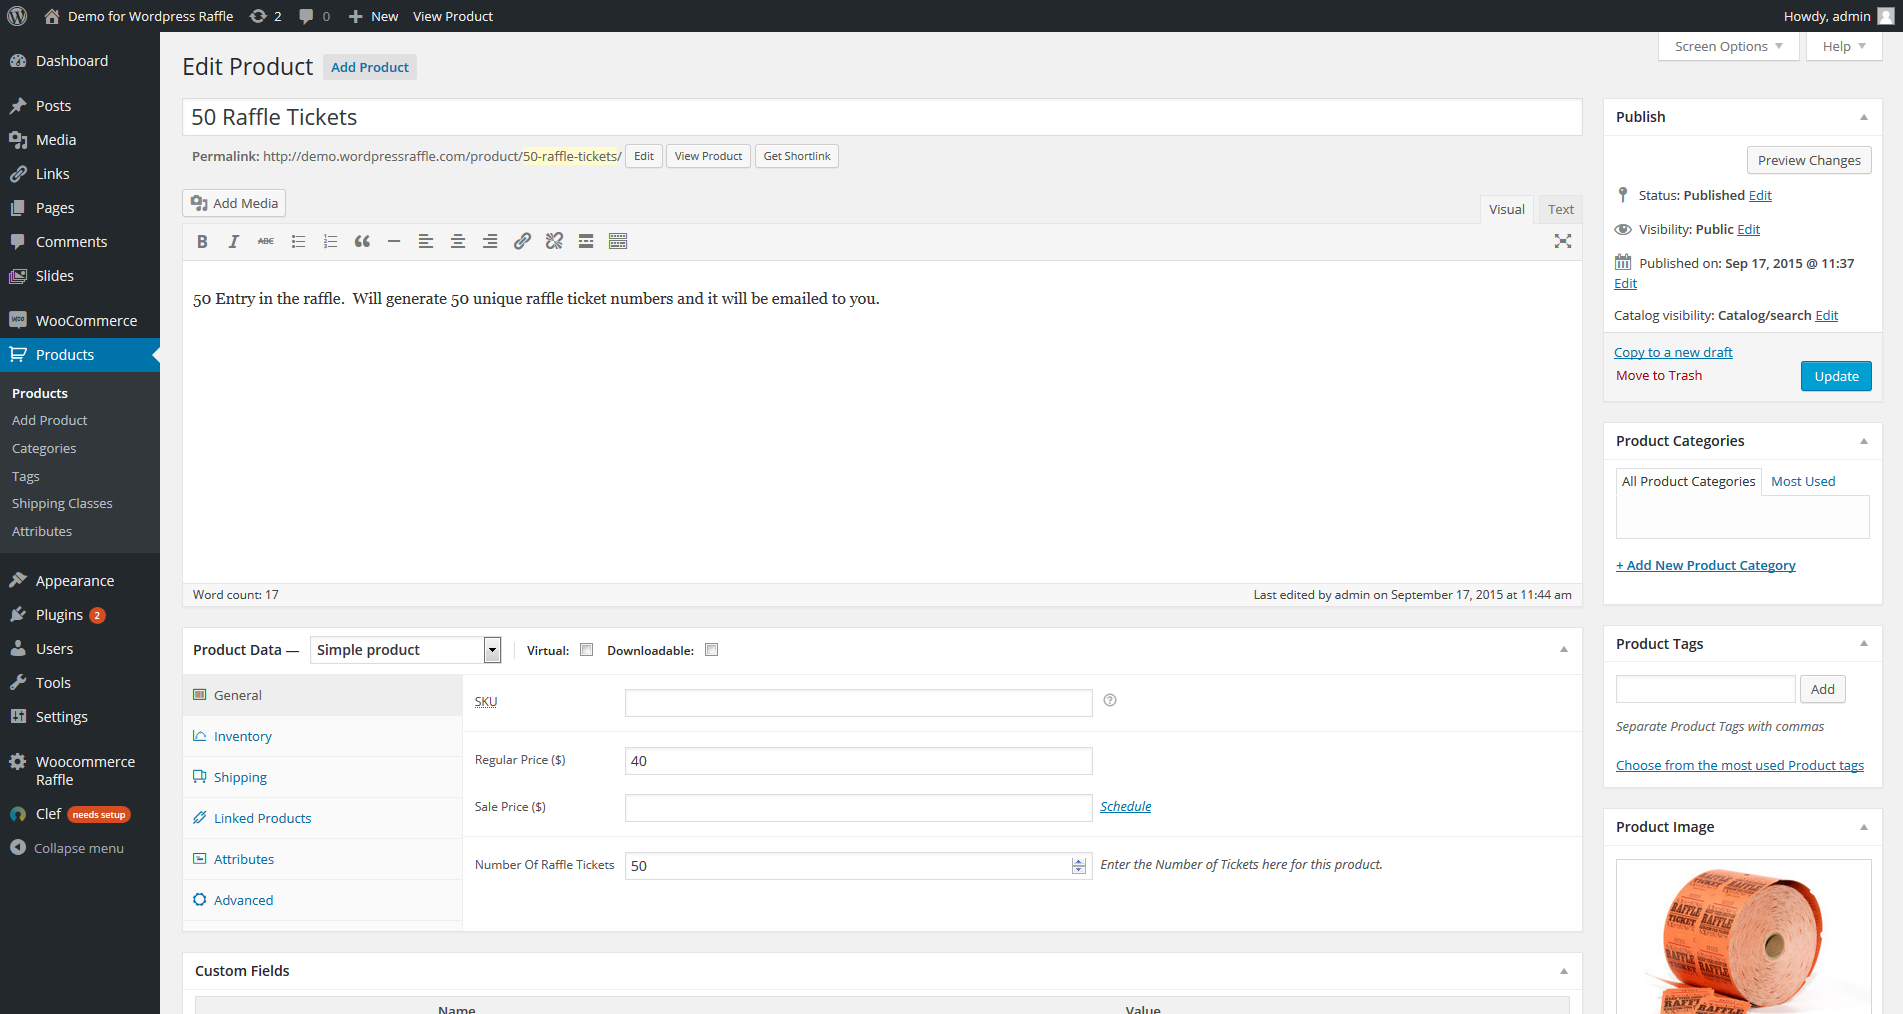 Demo for Wordpress Raffle 2 0 New View Product Howdy, admin
Screen Options Help
Dashboard
Posts
Media
Links
Pages
Comments
Slides
WooCommerce
Products
Products
Add Product
Categories
Tags
Shipping Classes
Attributes
Appearance
Plugins 2
Users
Tools
Settings
Woocommerce
Raffle
Clef needs setup
Collapse menu
Edit Product Add Product
50 Raffle Tickets
Permalink: http://demo.wordpressraffle.com/product/50-raffle-tickets/ Edit View Product Get Shortlink
Add Media
Visual Text
B I ABC
50 Entry in the raffle. Will generate 50 unique raffle ticket numbers and it will be emailed to you.
Word count: 17 Last edited by admin on September 17, 2015 at 11:44 am
Product Data — Simple product Virtual: Downloadable:
General
Inventory
Shipping
Linked Products
Attributes
Advanced
SKU
Regular Price ($) 40
Sale Price ($) Schedule
Number Of Raffle Tickets 50 Enter the Number of Tickets here for this product.
Custom Fields
Name Value
Publish
Preview Changes
Status: Published Edit
Visibility: Public Edit
Published on: Sep 17, 2015 @ 11:37
Edit
Catalog visibility: Catalog/search Edit
Copy to a new draft
Move to Trash
Update
Product Categories
All Product Categories Most Used
+ Add New Product Category
Product Tags
Add
Separate Product Tags with commas
Choose from the most used Product tags
Product Image
RAFFLE
TICKET
RAFFLE